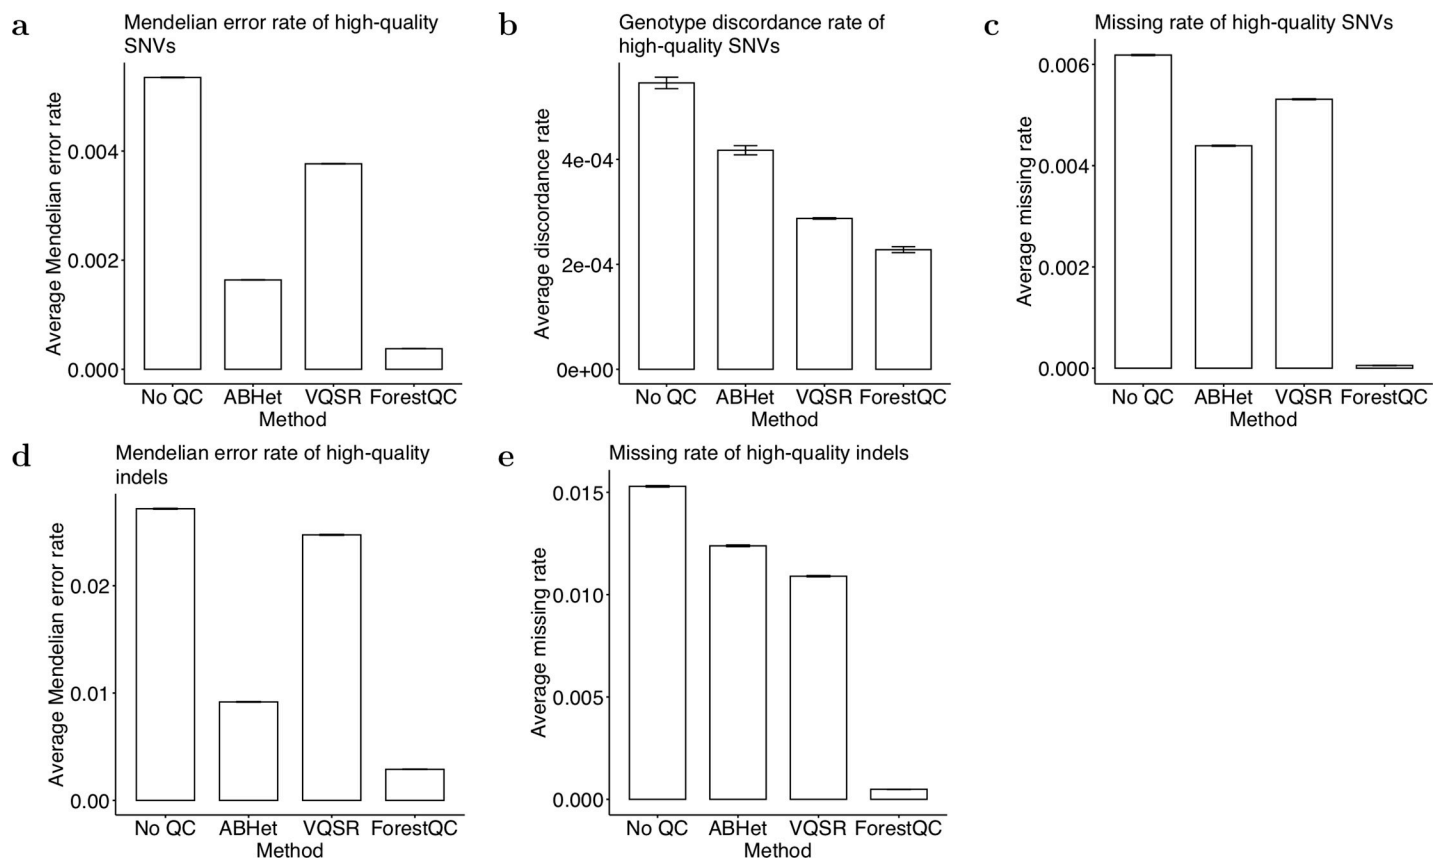 a
Mendelian error rate of high-quality
SNVs
Average Mendelian error rate
0.004
0.002
0.000
No QC ABHet VQSR ForestQC
Method
b
Genotype discordance rate of
high-quality SNVs
Average discordance rate
4e-04
2e-04
0e+00
No QC ABHet VQSR ForestQC
Method
c
Missing rate of high-quality SNVs
Average missing rate
0.006
0.004
0.002
0.000
No QC ABHet VQSR ForestQC
Method
d
Mendelian error rate of high-quality
indels
Average Mendelian error rate
0.02
0.01
0.00
No QC ABHet VQSR ForestQC
Method
e
Missing rate of high-quality indels
Average missing rate
0.015
0.010
0.005
0.000
No QC ABHet VQSR ForestQC
Method